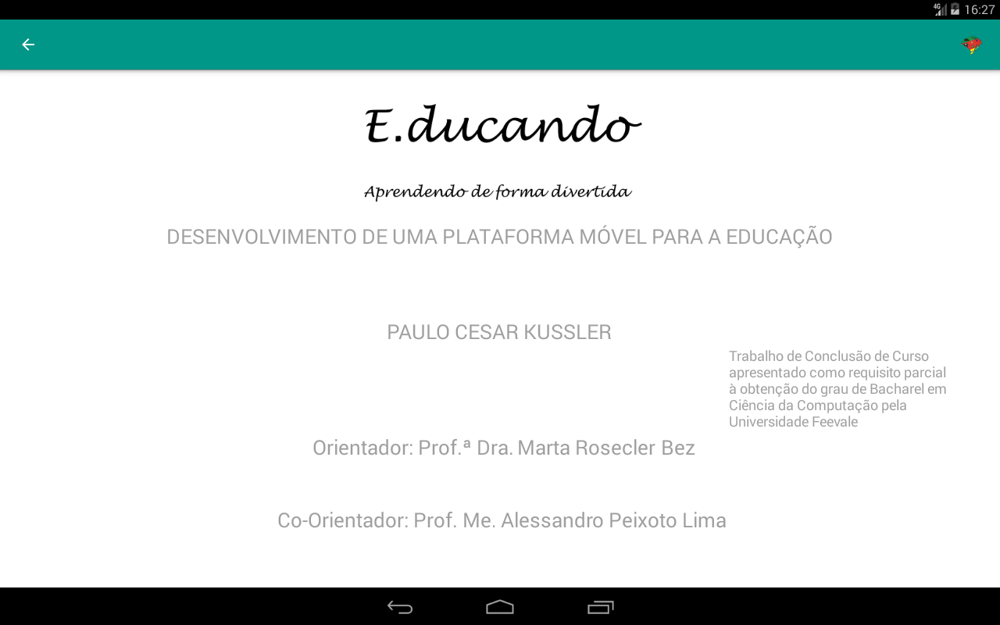 4G 16:27
E.ducando
Aprendendo de forma divertida
DESENVOLVIMENTO DE UMA PLATAFORMA MÓVEL PARA A EDUCAÇÃO
PAULO CESAR KUSSLER
Trabalho de Conclusão de Curso
apresentado como requisito parcial
à obtenção do grau de Bacharel em
Ciência da Computação pela
Universidade Feevale
Orientador: Prof.ª Dra. Marta Rosecler Bez
Co-Orientador: Prof. Me. Alessandro Peixoto Lima